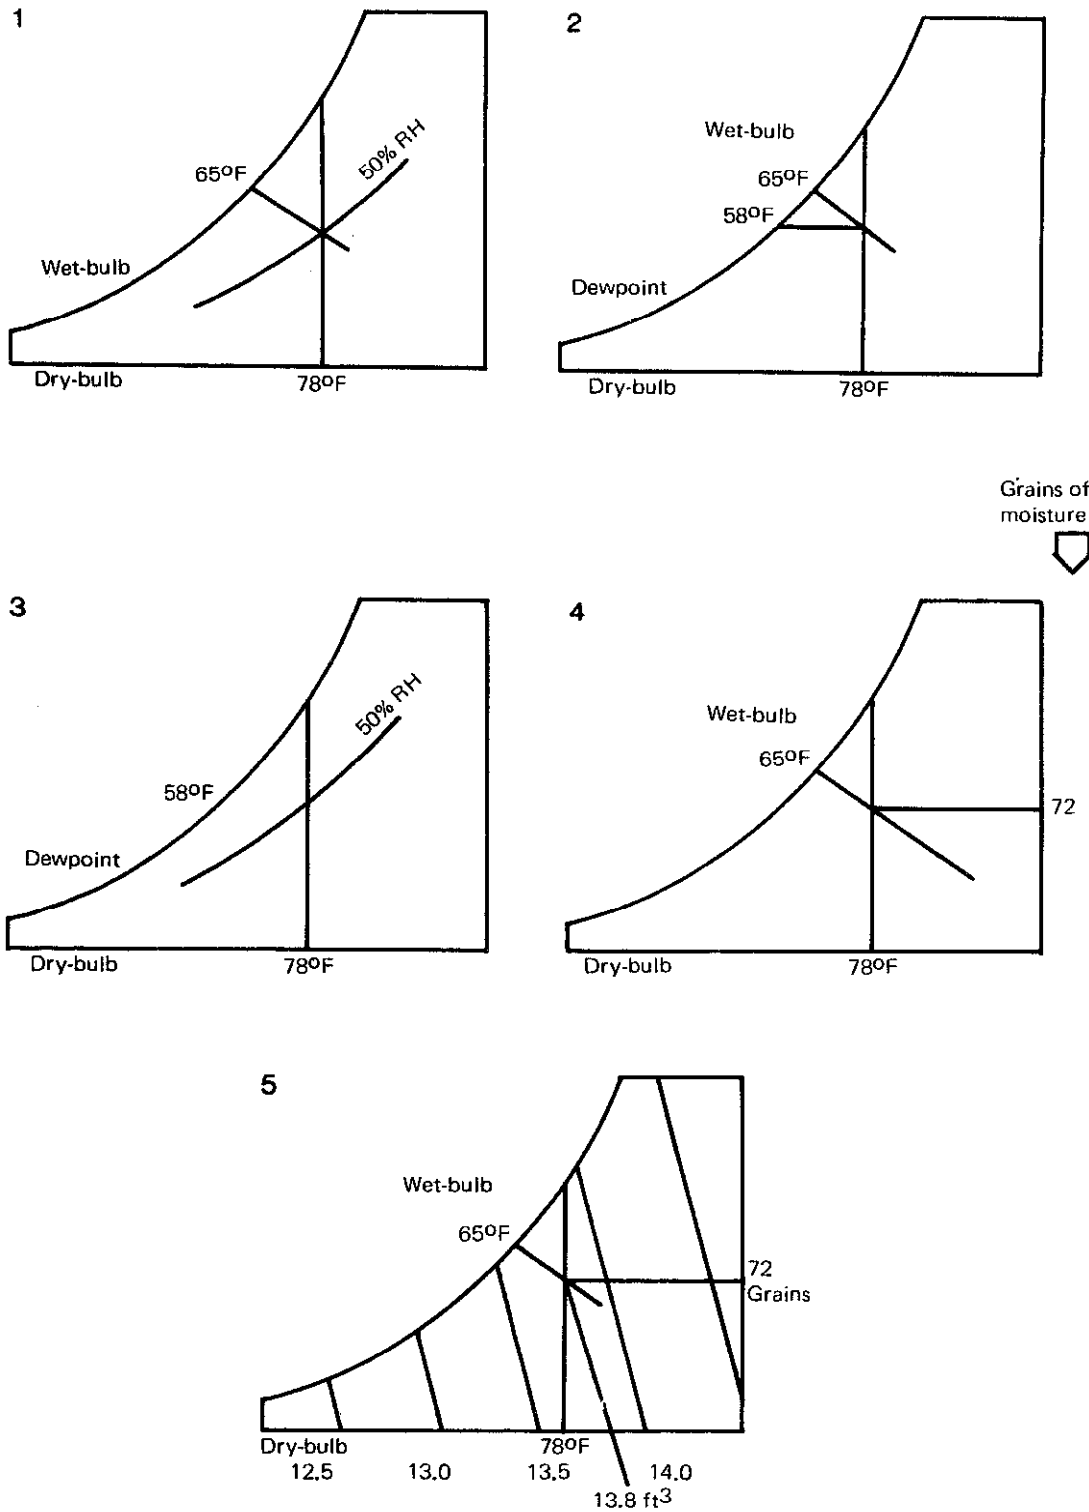 1
65ºF
50% RH
Wet-bulb
Dry-bulb
78ºF
2
Wet-bulb
65ºF
58ºF
Dewpoint
Dry-bulb
78ºF
Grains of
moisture
3
50% RH
58ºF
Dewpoint
Dry-bulb
78ºF
4
Wet-bulb
65ºF
72
Dry-bulb
78ºF
5
Wet-bulb
65ºF
72
Grains
Dry-bulb
78ºF
12.5 13.0 13.5 14.0
13.8 ft³